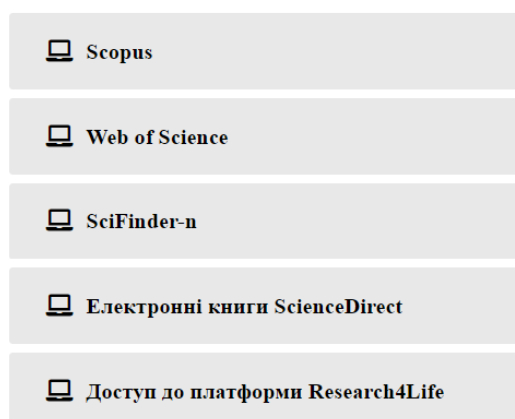 Scopus
Web of Science
SciFinder-n
Електронні книги ScienceDirect
Доступ до платформи Research4Life